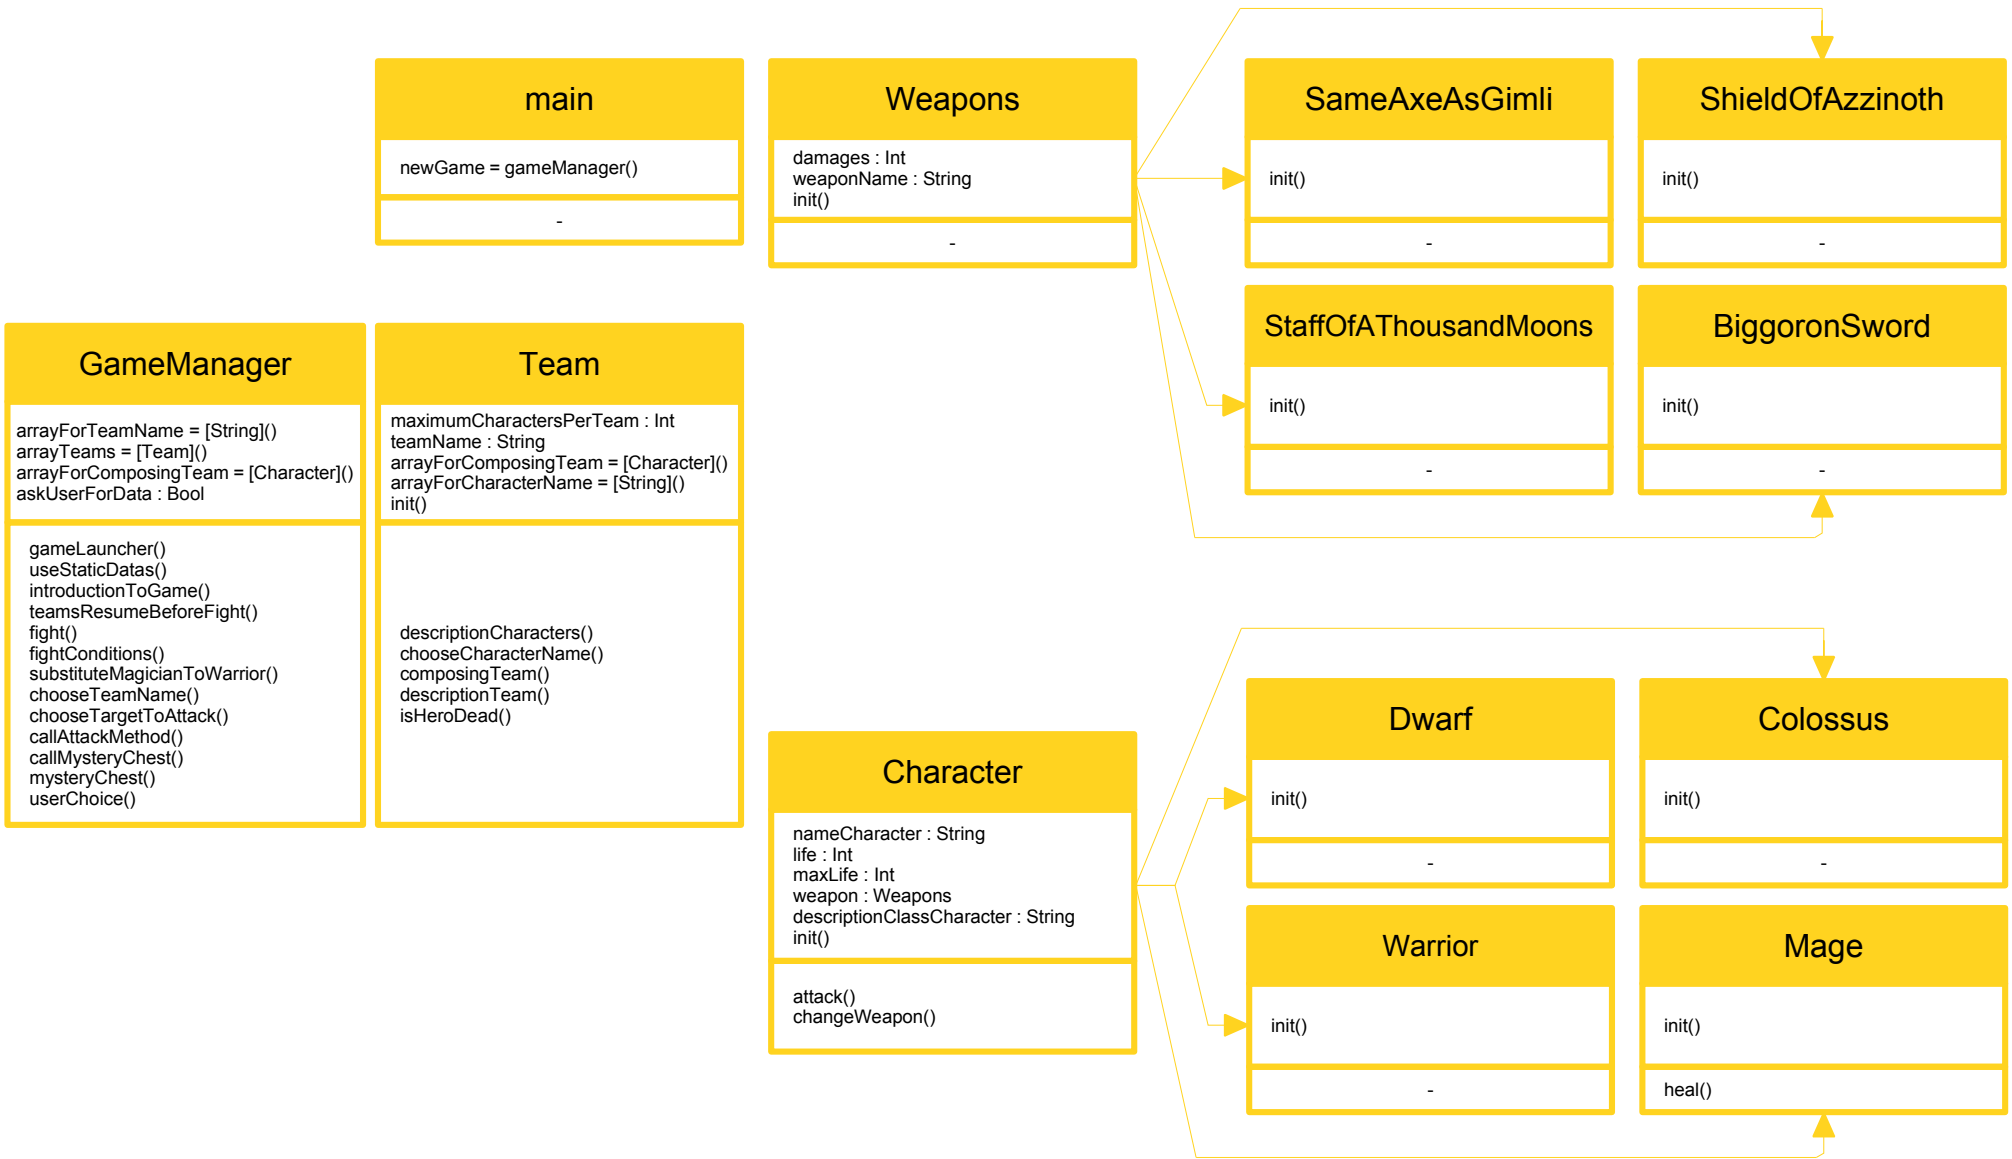 main
newGame = gameManager()
-
Weapons
damages : Int
weaponName : String
init()
-
SameAxeAsGimli
init()
-
ShieldOfAzzinoth
init()
-
StaffOfAThousandMoons
init()
-
BiggoronSword
init()
-
GameManager
arrayForTeamName = [String]()
arrayTeams = [Team]()
arrayForComposingTeam = [Character]()
askUserForData : Bool
gameLauncher()
useStaticDatas()
introductionToGame()
teamsResumeBeforeFight()
fight()
fightConditions()
substituteMagicianToWarrior()
chooseTeamName()
chooseTargetToAttack()
callAttackMethod()
callMysteryChest()
mysteryChest()
userChoice()
Team
maximumCharactersPerTeam : Int
teamName : String
arrayForComposingTeam = [Character]()
arrayForCharacterName = [String]()
init()
descriptionCharacters()
chooseCharacterName()
composingTeam()
descriptionTeam()
isHeroDead()
Character
nameCharacter : String
life : Int
maxLife : Int
weapon : Weapons
descriptionClassCharacter : String
init()
attack()
changeWeapon()
Dwarf
init()
-
Colossus
init()
-
Warrior
init()
-
Mage
init()
heal()